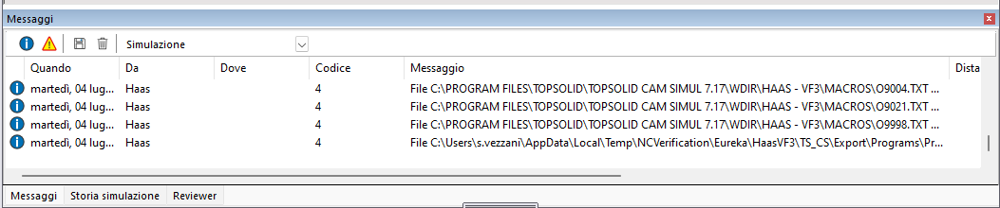 Messaggi
Simulazione
Quando Da Dove Codice Messaggio Dista
martedì, 04 lug... Haas 4 File C:\PROGRAM FILES\TOPSOLID\TOPSOLID CAM SIMUL 7.17\WDIR\HAAS - VF3\MACROS\O9004.TXT ...
martedì, 04 lug... Haas 4 File C:\PROGRAM FILES\TOPSOLID\TOPSOLID CAM SIMUL 7.17\WDIR\HAAS - VF3\MACROS\O9021.TXT ...
martedì, 04 lug... Haas 4 File C:\PROGRAM FILES\TOPSOLID\TOPSOLID CAM SIMUL 7.17\WDIR\HAAS - VF3\MACROS\O9998.TXT ...
martedì, 04 lug... Haas 4 File C:\Users\s.vezzani\AppData\Local\Temp\NCVerification\Eureka\HaasVF3\TS_CS\Export\Programs\Pr...
Messaggi Storia simulazione Reviewer